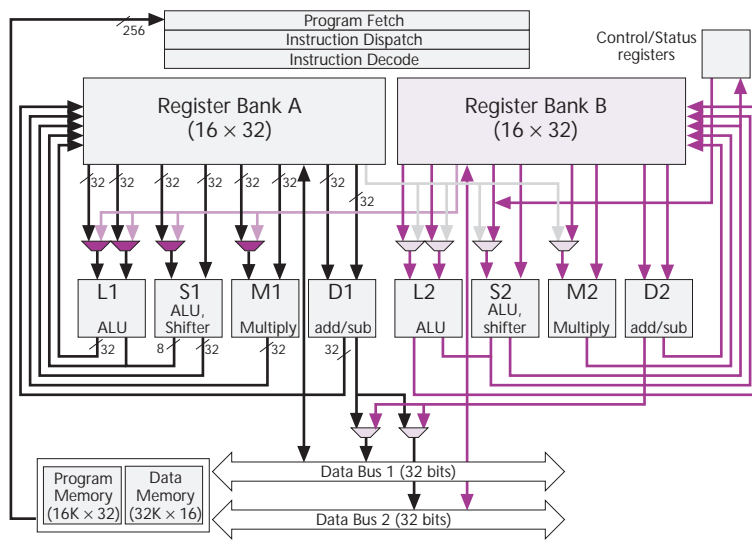 256
Program Fetch
Instruction Dispatch
Instruction Decode
Control/Status
registers
Register Bank A
(16 × 32)
Register Bank B
(16 × 32)
32
32
32
32
32
32
32
32
L1
ALU
S1
ALU,
Shifter
M1
Multiply
D1
add/sub
L2
ALU
S2
ALU,
shifter
M2
Multiply
D2
add/sub
32
8
32
32
32
Program
Memory
(16K × 32)
Data
Memory
(32K × 16)
Data Bus 1 (32 bits)
Data Bus 2 (32 bits)